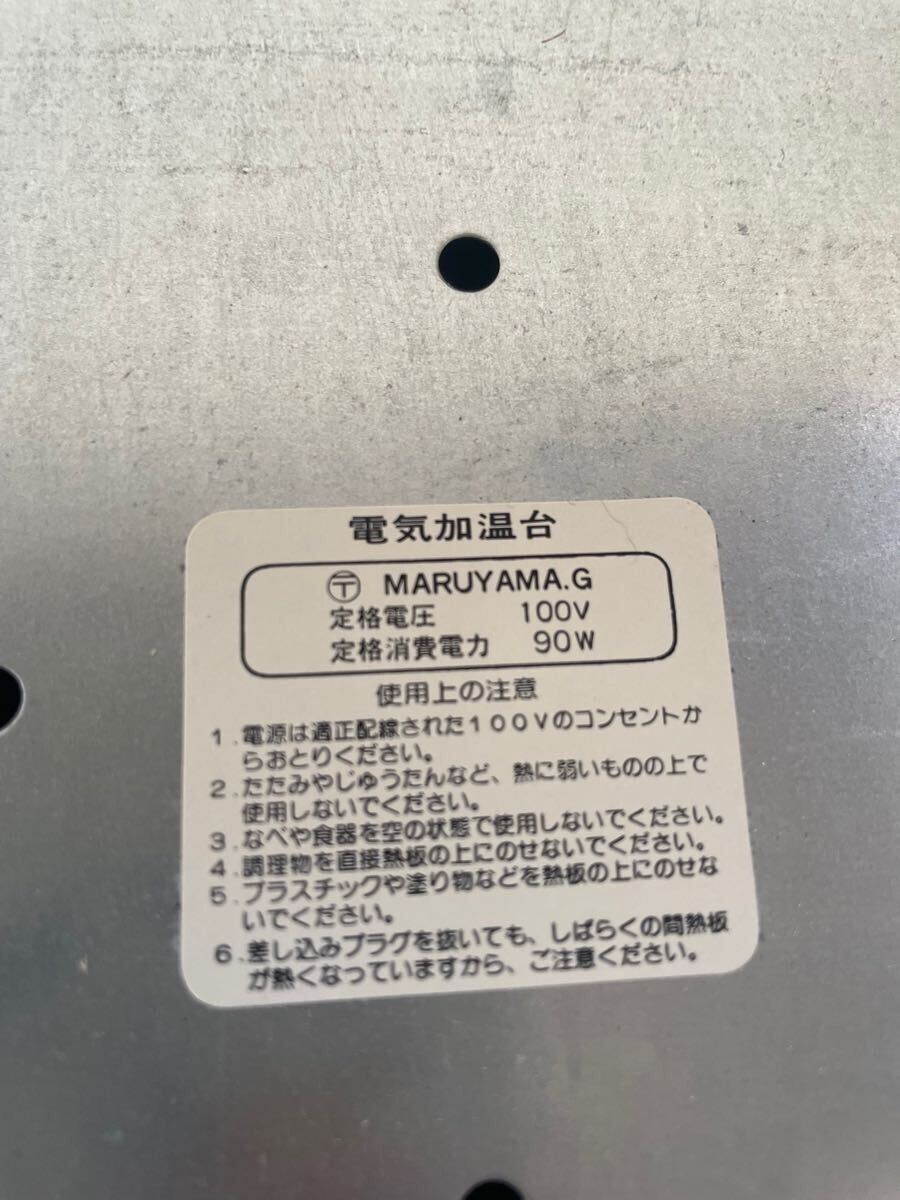 電気加温台
〒 MARUYAMA.G
定格電圧 100V
定格消費電力 90W
使用上の注意
1.電源は適正配線された100Vのコンセントか
らおとりください。
2.たたみやじゅうたんなど、熱に弱いものの上で
使用しないでください。
3.なべや食器を空の状態で使用しないでください。
4.調理物を直接熱板の上にのせないでください。
5.プラスチックや塗り物などを熱板の上にのせな
いでください。
6.差し込みプラグを抜いても、しばらくの間熱板
が熱くなっていますから、ご注意ください。